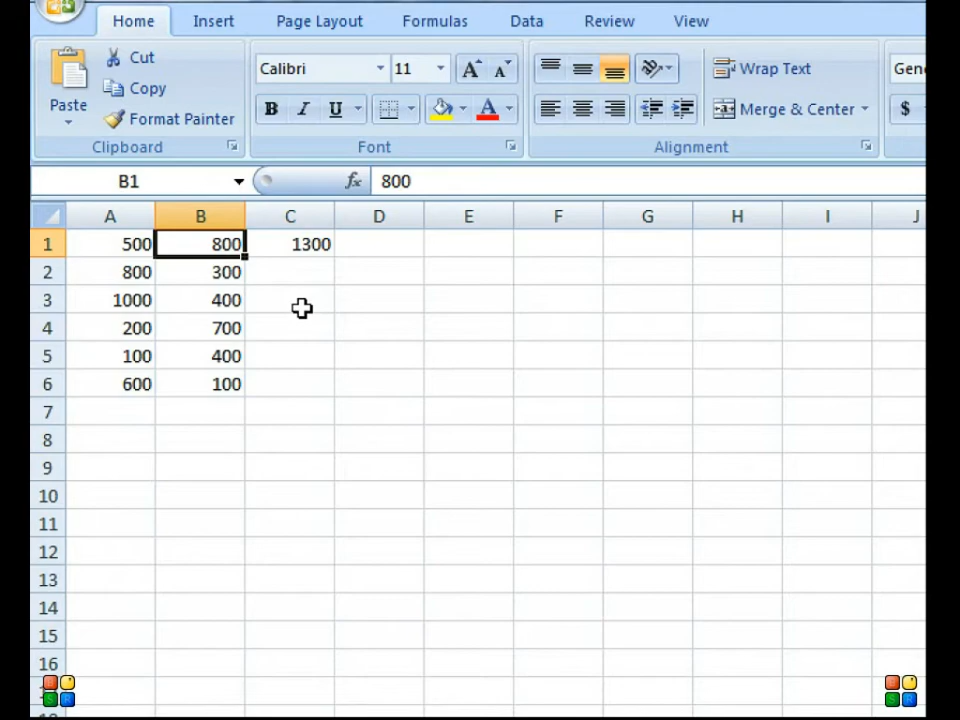 Home Insert Page Layout Formulas Data Review View
Cut
Copy
Format Painter
Paste
Clipboard
Calibri 11 A A
B I U A
Font
Wrap Text
Merge & Center
Alignment
Gen
$
B1 fx 800
A B C D E F G H I J
1 500 800 1300
2 800 300
3 1000 400
4 200 700
5 100 400
6 600 100
7
8
9
10
11
12
13
14
15
16